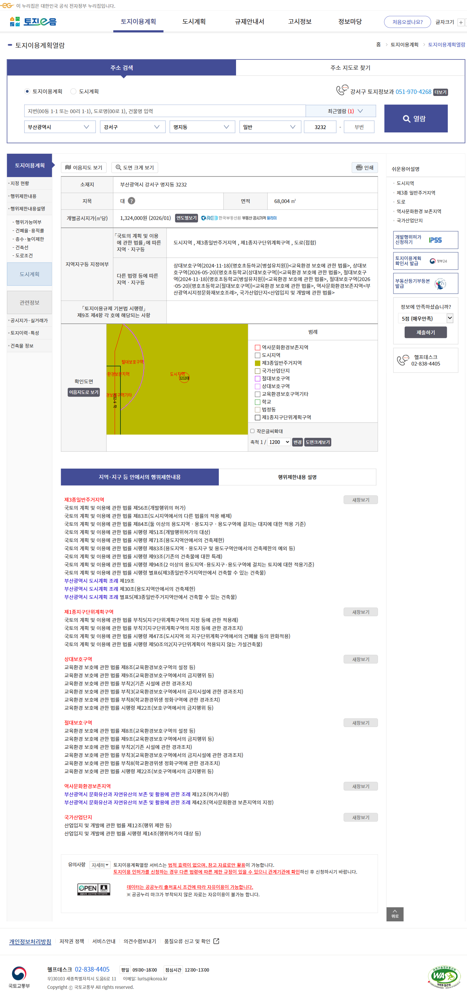 이 누리집은 대한민국 공식 전자정부 누리집입니다.
토지e음
토지이용계획 도시계획 규제안내서 고시정보 정보마당
처음오셨나요? 글자크기 +
토지이용계획열람
홈 > 토지이용계획 > 토지이용계획열람
주소 검색
주소 지도로 찾기
토지이용계획 도시계획
강서구 토지정보과 051-970-4268 더보기
지번(00동 1-1 또는 00리 1-1), 도로명(00로 1), 건물명 입력
최근열람 (1)
열람
부산광역시 강서구 명지동 일반 3232 - 부번
토지이용계획
지정 현황
행위제한내용
행위제한내용설명
- 행위가능여부
- 건폐율·용적률
- 층수·높이제한
- 건축선
- 도로조건
도시계획
관련정보
공시지가·실거래가
토지이력·특성
건축물 정보
이음지도 보기 도면 크게 보기 인쇄
소재지 부산광역시 강서구 명지동 3232
지목 대 ? 면적 68,004 ㎡
개별공시지가(㎡당) 1,324,000원 (2026/01) 연도별보기 REB 한국부동산원 부동산 공시가격 알리미
지역지구등 지정여부
「국토의 계획 및 이용
에 관한 법률」에 따른
지역ㆍ지구등
도시지역 , 제3종일반주거지역 , 제1종지구단위계획구역 , 도로(접합)
다른 법령 등에 따른
지역ㆍ지구등
상대보호구역(2024-11-18)(명호초등하교(병설유치원))<교육환경 보호에 관한 법률>, 상대보
호구역(2026-05-20)(명호초등학교(상대보호구역))<교육환경 보호에 관한 법률>, 절대보호구
역(2024-11-18)(명호초등학교(병설유치원))<교육환경 보호에 관한 법률>, 절대보호구역(2026
-05-20)(명호초등학교(절대보호구역))<교육환경 보호에 관한 법률>, 역사문화환경보존지역<부
산광역시지정문화재보호조례>, 국가산업단지<산업입지 및 개발에 관한 법률>
「토지이용규제 기본법 시행령」
제9조 제4항 각 호에 해당되는 사항
확인도면
이음지도로 보기
절대보호구역
환경보존지역
도시지역
3232대
경보호구역기타
범례
역사문화환경보존지역
도시지역
제3종일반주거지역
국가산업단지
절대보호구역
상대보호구역
교육환경보호구역기타
학교
법정동
제1종지구단위계획구역
작은글씨확대
축척 1 / 1200 변경 도면크게보기
쉬운용어설명
도시지역
제3종 일반주거지역
도로
역사문화환경 보존지역
국가산업단지
개발행위허가
신청하기
IPSS
토지이용계획
확인서 발급
정부24
부동산등기부등본
발급
정보에 만족하셨습니까?
5점 (매우만족)
제출하기
헬프데스크
02-838-4405
지역·지구 등 안에서의 행위제한내용
행위제한내용 설명
제3종일반주거지역 새창보기
국토의 계획 및 이용에 관한 법률 제56조(개발행위의 허가)
국토의 계획 및 이용에 관한 법률 제83조(도시지역에서의 다른 법률의 적용 배제)
국토의 계획 및 이용에 관한 법률 제84조(둘 이상의 용도지역ㆍ용도지구ㆍ용도구역에 걸치는 대지에 대한 적용 기준)
국토의 계획 및 이용에 관한 법률 시행령 제51조(개발행위허가의 대상)
국토의 계획 및 이용에 관한 법률 시행령 제71조(용도지역안에서의 건축제한)
국토의 계획 및 이용에 관한 법률 시행령 제83조(용도지역ㆍ용도지구 및 용도구역안에서의 건축제한의 예외 등)
국토의 계획 및 이용에 관한 법률 시행령 제93조(기존의 건축물에 대한 특례)
국토의 계획 및 이용에 관한 법률 시행령 제94조(2 이상의 용도지역·용도지구·용도구역에 걸치는 토지에 대한 적용기준)
국토의 계획 및 이용에 관한 법률 시행령 별표6(제3종일반주거지역안에서 건축할 수 있는 건축물)
부산광역시 도시계획 조례 제19조
부산광역시 도시계획 조례 제30조(용도지역안에서의 건축제한)
부산광역시 도시계획 조례 별표5(제3종일반주거지역안에서 건축할 수 있는 건축물)
제1종지구단위계획구역 새창보기
국토의 계획 및 이용에 관한 법률 부칙5(지구단위계획구역의 지정 등에 관한 적용례)
국토의 계획 및 이용에 관한 법률 부칙7(지구단위계획구역의 지정 등에 관한 경과조치)
국토의 계획 및 이용에 관한 법률 시행령 제47조(도시지역 외 지구단위계획구역에서의 건폐율 등의 완화적용)
국토의 계획 및 이용에 관한 법률 시행령 제50조의2(지구단위계획이 적용되지 않는 가설건축물)
상대보호구역 새창보기
교육환경 보호에 관한 법률 제8조(교육환경보호구역의 설정 등)
교육환경 보호에 관한 법률 제9조(교육환경보호구역에서의 금지행위 등)
교육환경 보호에 관한 법률 부칙2(기존 시설에 관한 경과조치)
교육환경 보호에 관한 법률 부칙3(교육환경보호구역에서의 금지시설에 관한 경과조치)
교육환경 보호에 관한 법률 부칙8(학교환경위생 정화구역에 관한 경과조치)
교육환경 보호에 관한 법률 시행령 제22조(보호구역에서의 금지행위 등)
절대보호구역 새창보기
교육환경 보호에 관한 법률 제8조(교육환경보호구역의 설정 등)
교육환경 보호에 관한 법률 제9조(교육환경보호구역에서의 금지행위 등)
교육환경 보호에 관한 법률 부칙2(기존 시설에 관한 경과조치)
교육환경 보호에 관한 법률 부칙3(교육환경보호구역에서의 금지시설에 관한 경과조치)
교육환경 보호에 관한 법률 부칙8(학교환경위생 정화구역에 관한 경과조치)
교육환경 보호에 관한 법률 시행령 제22조(보호구역에서의 금지행위 등)
역사문화환경보존지역 새창보기
부산광역시 문화유산과 자연유산의 보존 및 활용에 관한 조례 제12조(허가사항)
부산광역시 문화유산과 자연유산의 보존 및 활용에 관한 조례 제42조(역사문화환경 보존지역의 지정)
국가산업단지 새창보기
산업입지 및 개발에 관한 법률 제12조(행위 제한 등)
산업입지 및 개발에 관한 법률 시행령 제14조(행위허가의 대상 등)
유의사항 자세히 토지이용계획열람 서비스는 법적 효력이 없으며, 참고 자료로만 활용이 가능합니다.
토지이용 인허가를 신청하는 경우 다른 법령에 따른 제한 규정이 있을 수 있으니 관계기관에 확인하신 후 신청하시기 바랍니다.
OPEN
데이터는 공공누리 출처표시 조건에 따라 자유이용이 가능합니다.
※ 공공누리 마크가 부착되지 않은 자료는 자유이용이 불가능 합니다.
위로
개인정보처리방침 저작권 정책 서비스안내 의견수렴보내기 품질오류 신고 및 확인
국토교통부
헬프데스크 02-838-4405 평일 09:00~18:00 점심시간 12:00~13:00
우)30103 세종특별자치시 도움6로 11 이메일: luris@korea.kr
Copyright ⓒ 국토교통부 All rights reserved.
과학기술정보통신부
WA
WEB 접근성